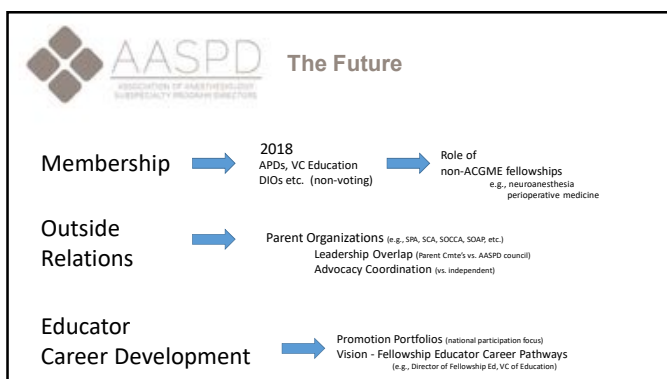 AASPD
ASSOCIATION OF ANESTHESIOLOGY
SUBSPECIALTY PROGRAM DIRECTORS
The Future
Membership
2018
APDs, VC Education
DIOs etc. (non-voting)
Role of
non-ACGME fellowships
e.g., neuroanesthesia
perioperative medicine
Outside
Relations
Parent Organizations (e.g., SPA, SCA, SOCCA, SOAP, etc.)
Leadership Overlap (Parent Cmte's vs. AASPD council)
Advocacy Coordination (vs. independent)
Educator
Career Development
Promotion Portfolios (national participation focus)
Vision - Fellowship Educator Career Pathways
(e.g., Director of Fellowship Ed, VC of Education)